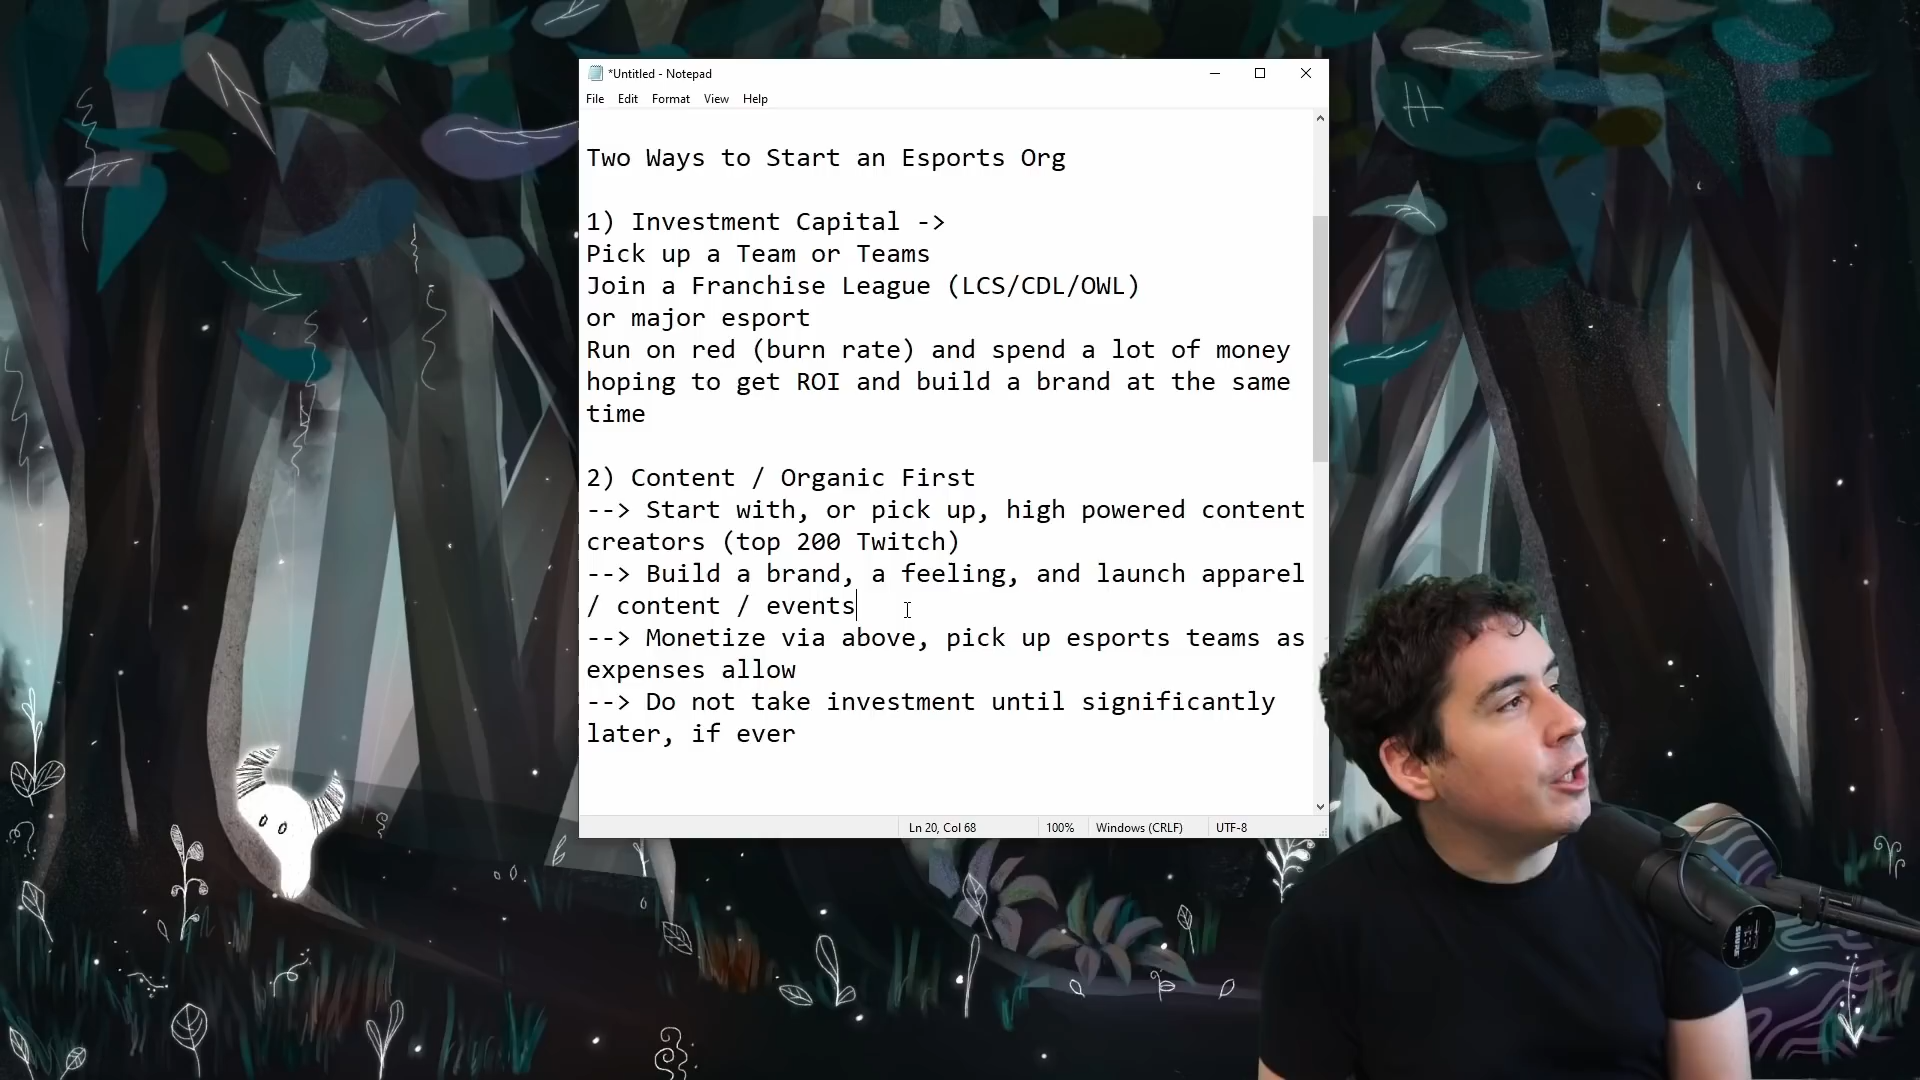 *Untitled - Notepad
File Edit Format View Help
Two Ways to Start an Esports Org
1) Investment Capital ->
Pick up a Team or Teams
Join a Franchise League (LCS/CDL/OWL)
or major esport
Run on red (burn rate) and spend a lot of money
hoping to get ROI and build a brand at the same
time
2) Content / Organic First
--> Start with, or pick up, high powered content
creators (top 200 Twitch)
--> Build a brand, a feeling, and launch apparel
/ content / events
--> Monetize via above, pick up esports teams as
expenses allow
--> Do not take investment until significantly
later, if ever
Ln 20, Col 68 100% Windows (CRLF) UTF-8
SHURE